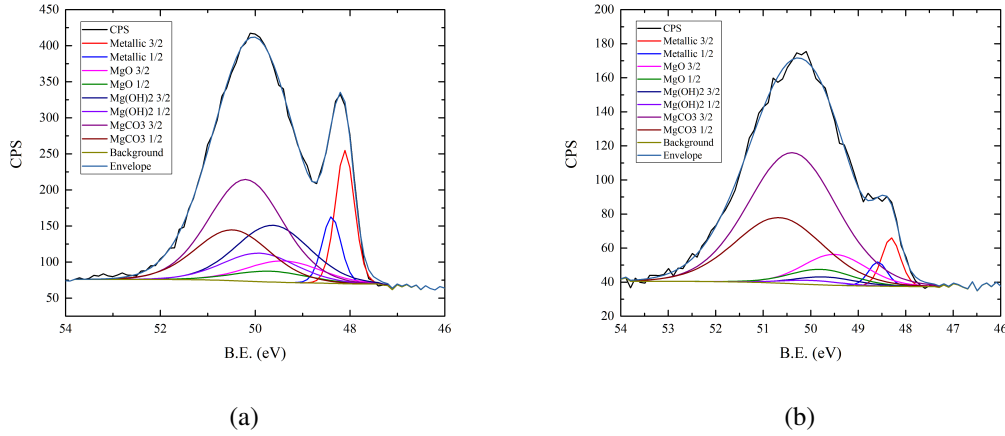 450
400
350
300
250
200
150
100
50
CPS
CPS
Metallic 3/2
Metallic 1/2
MgO 3/2
MgO 1/2
Mg(OH)2 3/2
Mg(OH)2 1/2
MgCO3 3/2
MgCO3 1/2
Background
Envelope
54 52 50 48 46
B.E. (eV)
(a)
200
180
160
140
120
100
80
60
40
20
CPS
CPS
Metallic 3/2
Metallic 1/2
MgO 3/2
MgO 1/2
Mg(OH)2 3/2
Mg(OH)2 1/2
MgCO3 3/2
MgCO3 1/2
Background
Envelope
54 53 52 51 50 49 48 47 46
B.E. (eV)
(b)